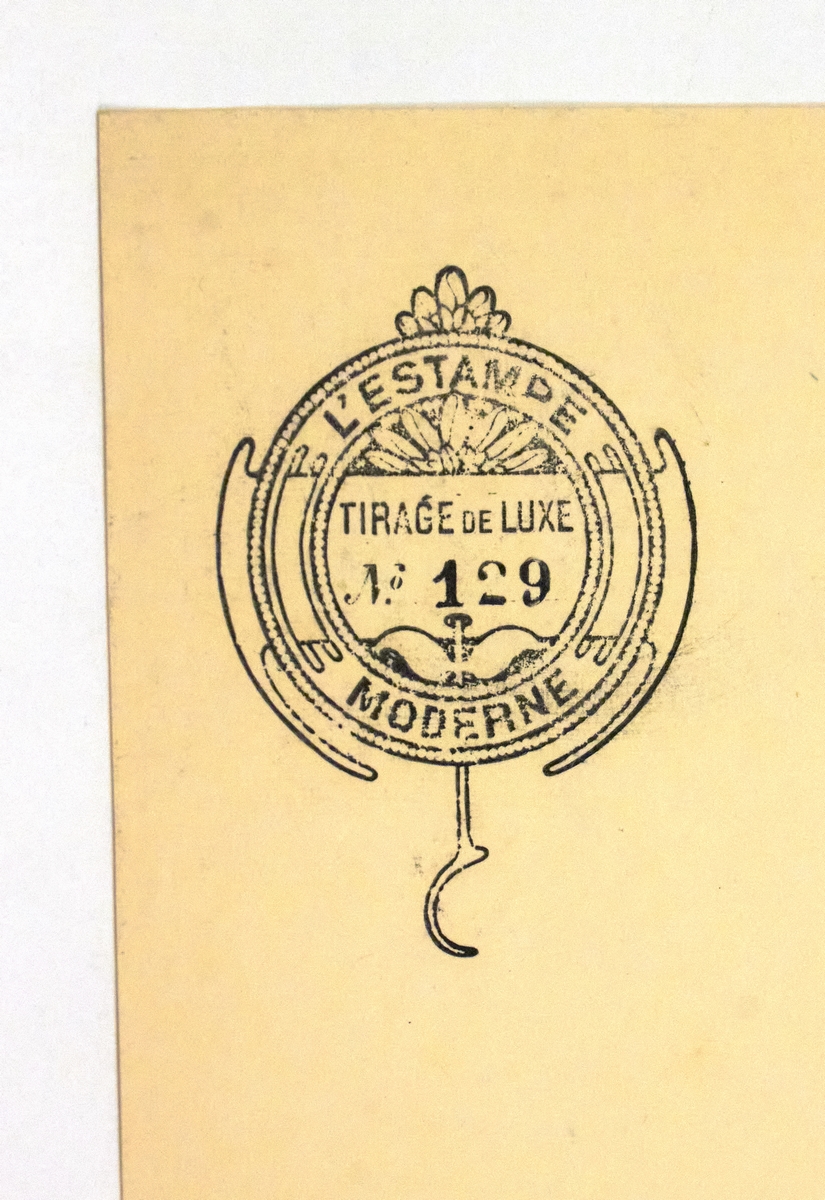 L'ESTAMPE
TIRAGE DE LUXE
No 129
MODERNE